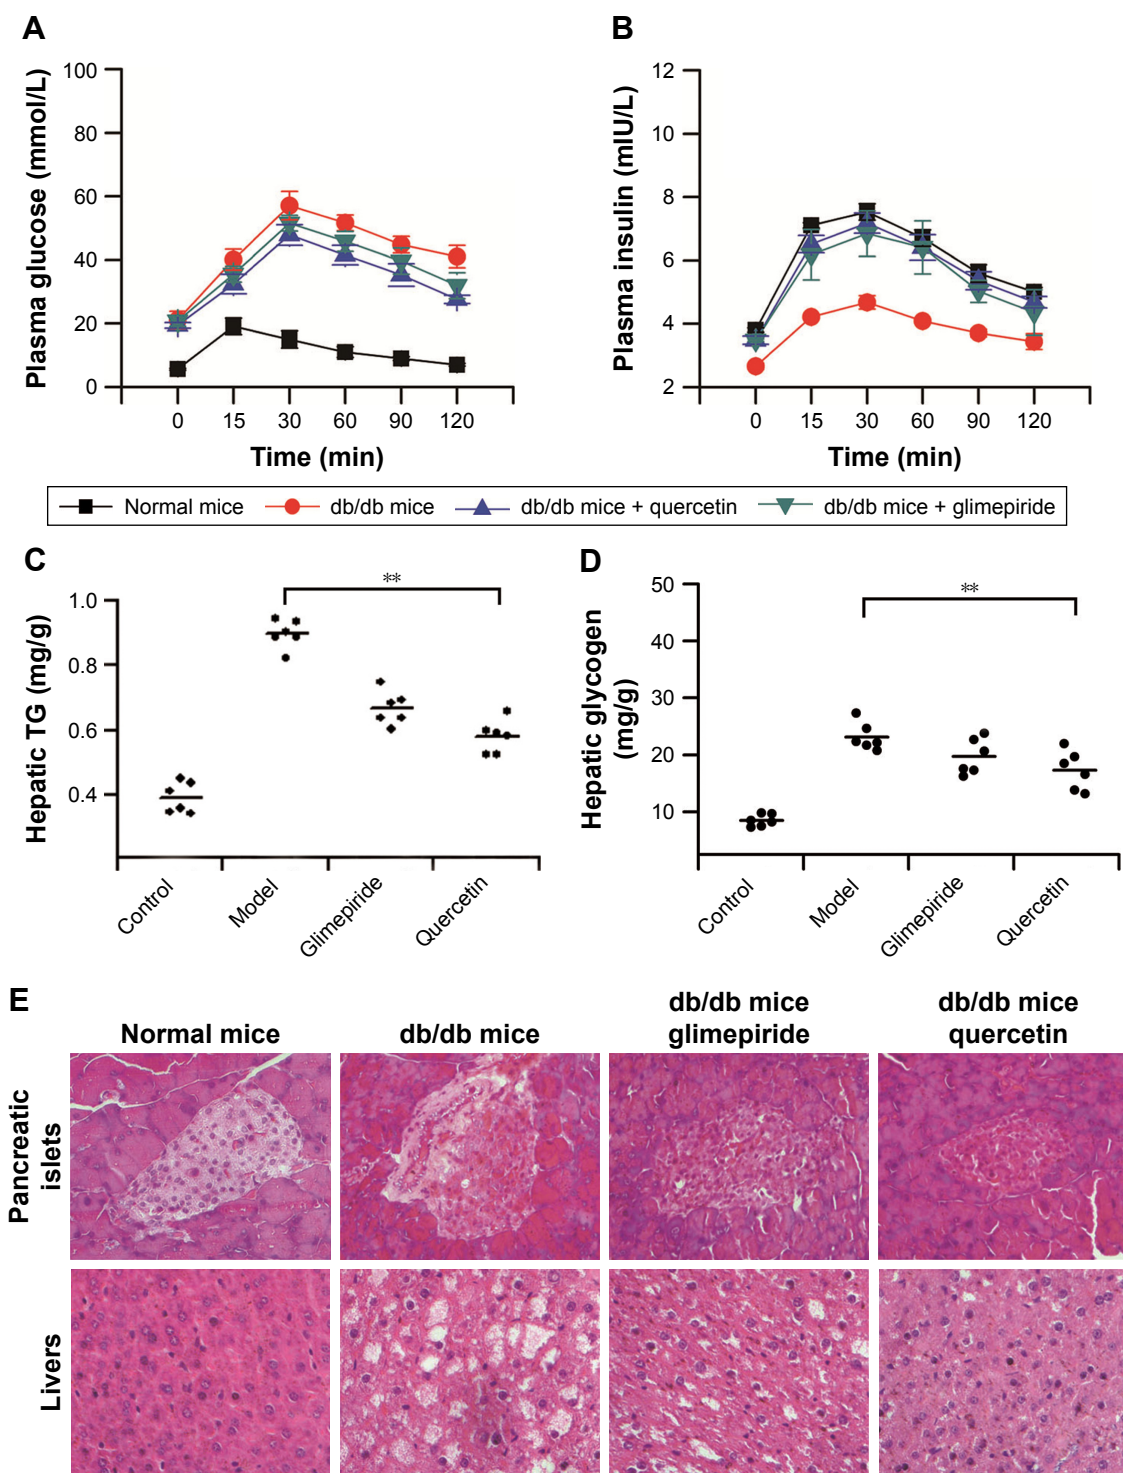 A
B
100
80
60
40
20
0
Plasma glucose (mmol/L)
0 15 30 60 90 120
Time (min)
12
10
8
6
4
2
Plasma insulin (mIU/L)
0 15 30 60 90 120
Time (min)
Normal mice db/db mice db/db mice + quercetin db/db mice + glimepiride
C
D
**
1.0
0.8
0.6
0.4
Hepatic TG (mg/g)
Control Model Glimepiride Quercetin
**
50
40
30
20
10
Hepatic glycogen
(mg/g)
Control Model Glimepiride Quercetin
E
Normal mice
db/db mice
db/db mice
glimepiride
db/db mice
quercetin
Pancreatic
islets
Livers